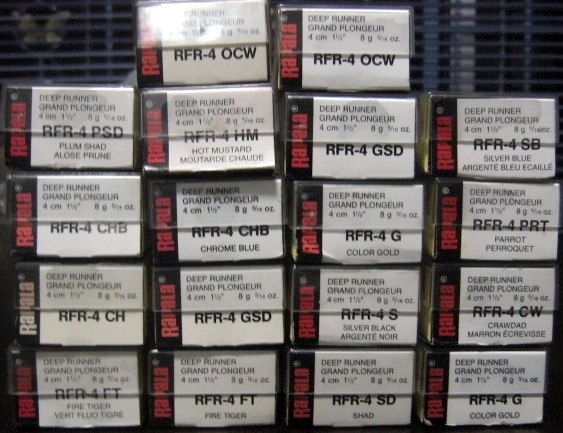 RAPALA
RUNNER
GRAND PLONGEUR
4 cm 1½" 8 g 5/16 oz.
RFR-4 OCW
RAPALA
DEEP RUNNER
GRAND PLONGEUR
4 cm 1½" 8 g 5/16 oz.
RFR-4 OCW
RAPALA
DEEP RUNNER
GRAND PLONGEUR
4 cm 1½" 8 g 5/16 oz.
RFR-4 PSD
PLUM SHAD
ALOSE PRUNE
RAPALA
DEEP RUNNER
GRAND PLONGEUR
4 cm 1½" 8 g 5/16 oz.
RFR-4 HM
HOT MUSTARD
MOUTARDE CHAUDE
RAPALA
DEEP RUNNER
GRAND PLONGEUR
4 cm 1½" 8 g 5/16 oz.
RFR-4 GSD
RAPALA
DEEP RUNNER
GRAND PLONGEUR
4 cm 1½" 8 g 5/16 oz.
RFR-4 SB
SILVER BLUE
ARGENTÉ BLEU ÉCAILLÉ
RAPALA
DEEP RUNNER
GRAND PLONGEUR
4 cm 1½" 8 g 5/16 oz.
RFR-4 CHB
RAPALA
DEEP RUNNER
GRAND PLONGEUR
4 cm 1½" 8 g 5/16 oz.
RFR-4 CHB
CHROME BLUE
RAPALA
DEEP RUNNER
GRAND PLONGEUR
4 cm 1½" 8 g 5/16 oz.
RFR-4 G
COLOR GOLD
RAPALA
DEEP RUNNER
GRAND PLONGEUR
4 cm 1½" 8 g 5/16 oz.
RFR-4 PRT
PARROT
PERROQUET
RAPALA
DEEP RUNNER
GRAND PLONGEUR
4 cm 1½" 8 g 5/16 oz.
RFR-4 CH
RAPALA
DEEP RUNNER
GRAND PLONGEUR
4 cm 1½" 8 g 5/16 oz.
RFR-4 GSD
RAPALA
DEEP RUNNER
GRAND PLONGEUR
4 cm 1½" 8 g 5/16 oz.
RFR-4 S
SILVER BLACK
ARGENTÉ NOIR
RAPALA
DEEP RUNNER
GRAND PLONGEUR
4 cm 1½" 8 g 5/16 oz.
RFR-4 CW
CRAWDAD
MARRON ÉCREVISSE
RAPALA
DEEP RUNNER
GRAND PLONGEUR
4 cm 1½" 8 g 5/16 oz.
RFR-4 FT
FIRE TIGER
VERT FLUO TIGRÉ
RAPALA
DEEP RUNNER
GRAND PLONGEUR
4 cm 1½" 8 g 5/16 oz.
RFR-4 FT
FIRE TIGER
RAPALA
DEEP RUNNER
GRAND PLONGEUR
4 cm 1½" 8 g 5/16 oz.
RFR-4 SD
SHAD
RAPALA
DEEP RUNNER
GRAND PLONGEUR
4 cm 1½" 8 g 5/16 oz.
RFR-4 G
COLOR GOLD